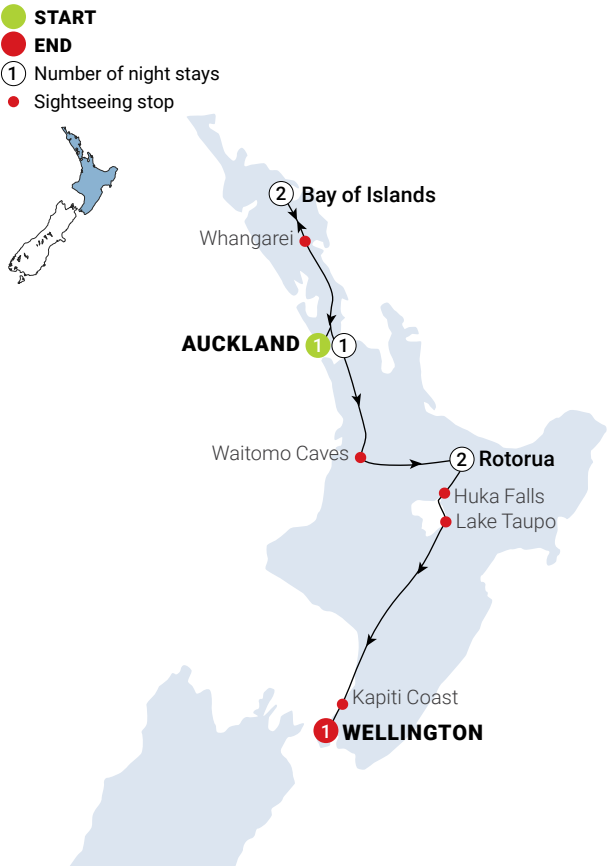 START
END
1 Number of night stays
Sightseeing stop
2 Bay of Islands
Whangarei
AUCKLAND 1 1
Waitomo Caves
2 Rotorua
Huka Falls
Lake Taupo
Kapiti Coast
1 WELLINGTON